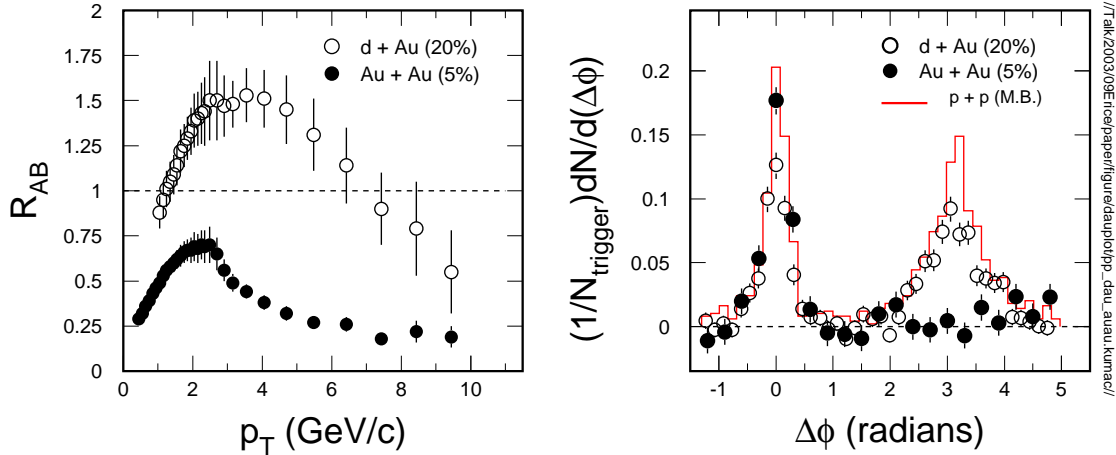 R_AB
2
1.75
1.5
1.25
1
0.75
0.5
0.25
0
0 2 4 6 8 10
p_T (GeV/c)
d + Au (20%)
Au + Au (5%)
(1/N_trigger)dN/d(Δϕ)
0.2
0.15
0.1
0.05
0
-1 0 1 2 3 4 5
Δϕ (radians)
d + Au (20%)
Au + Au (5%)
p + p (M.B.)
//Talk/2003/09Erice/paper/figure/dauplot/pp_dau_auau.kumac//